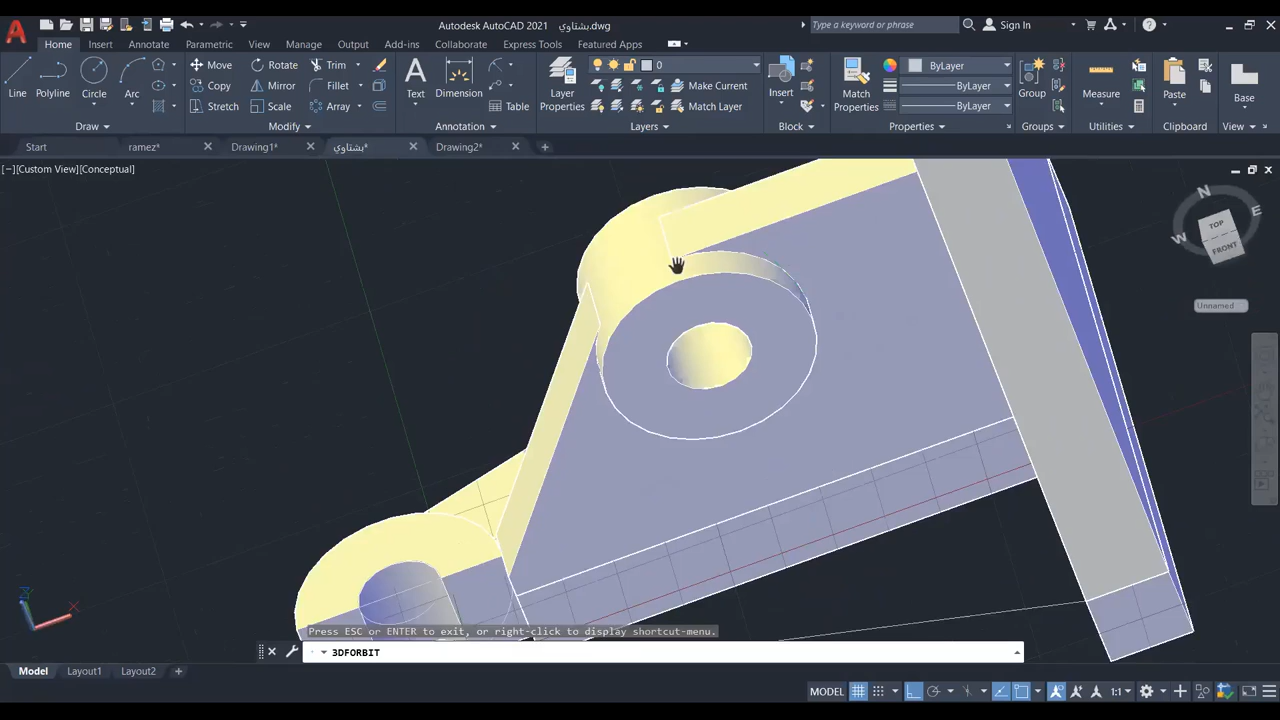 Autodesk AutoCAD 2021 بشتاوي.dwg
Type a keyword or phrase
Sign In
Home Insert Annotate Parametric View Manage Output Add-ins Collaborate Express Tools Featured Apps
Line
Polyline
Circle
Arc
Move
Rotate
Trim
Copy
Mirror
Fillet
Stretch
Scale
Array
Text
Dimension
Table
Layer
Properties
0
Make Current
Match Layer
Insert
Match
Properties
ByLayer
ByLayer
ByLayer
Group
Measure
Paste
Base
Draw Modify Annotation Layers Block Properties Groups Utilities Clipboard View
Start ramez* Drawing1* بشتاوي* Drawing2*
[−][Custom View][Conceptual]
N
W
E
TOP
FRONT
Unnamed
Z
X
Press ESC or ENTER to exit, or right-click to display shortcut-menu.
3DFORBIT
Model Layout1 Layout2
MODEL
1:1